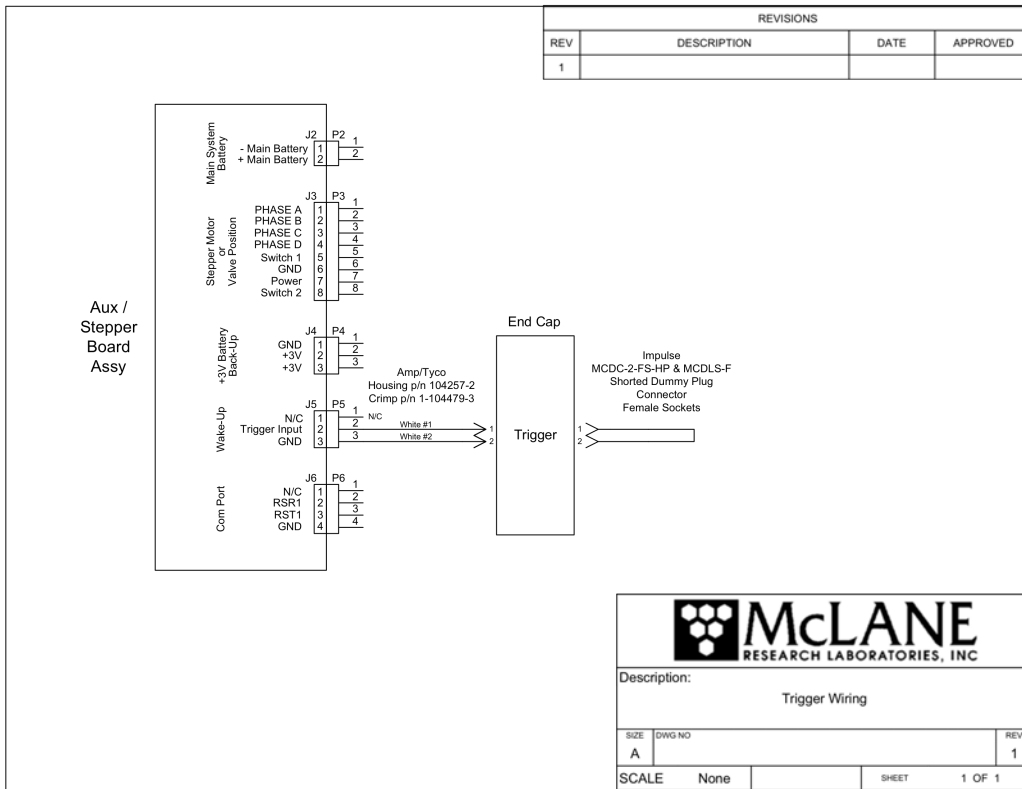 REVISIONS
REV DESCRIPTION DATE APPROVED
1
Aux /
Stepper
Board
Assy
Main System
Battery
J2 P2
- Main Battery 1 1
+ Main Battery 2 2
Stepper Motor
or
Valve Position
J3 P3
PHASE A 1 1
PHASE B 2 2
PHASE C 3 3
PHASE D 4 4
Switch 1 5 5
GND 6 6
Power 7 7
Switch 2 8 8
+3V Battery
Back-Up
J4 P4
GND 1 1
+3V 2 2
+3V 3 3
Wake-Up
J5 P5
N/C 1 1 N/C
Trigger Input 2 2 White #1 1
GND 3 3 White #2 2
Amp/Tyco
Housing p/n 104257-2
Crimp p/n 1-104479-3
End Cap
Trigger
1
2
Impulse
MCDC-2-FS-HP & MCDLS-F
Shorted Dummy Plug
Connector
Female Sockets
Com Port
J6 P6
N/C 1 1
RSR1 2 2
RST1 3 3
GND 4 4
McLANE
RESEARCH LABORATORIES, INC
Description:
Trigger Wiring
SIZE DWG NO REV
A 1
SCALE None SHEET 1 OF 1